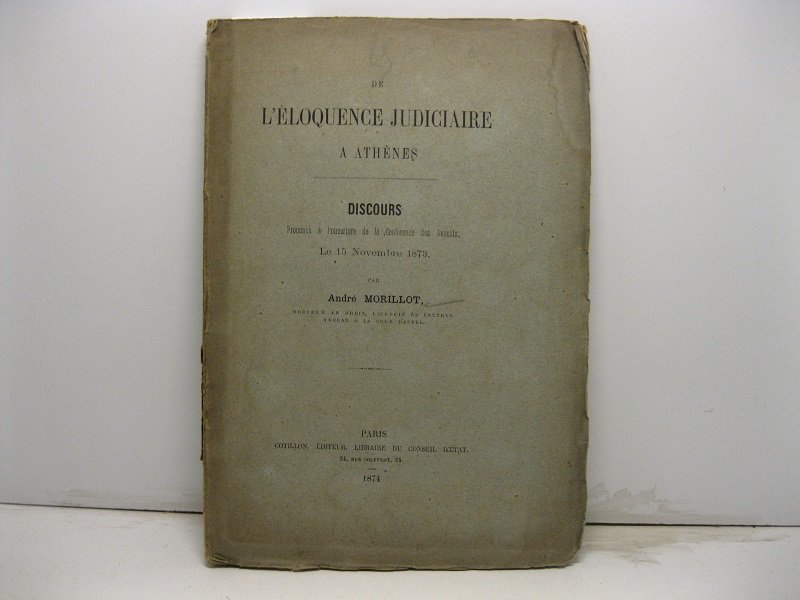 DE
L'ÉLOQUENCE JUDICIAIRE
A ATHÈNES
DISCOURS
Prononcé à l'ouverture de la Conférence des Avocats,
Le 15 Novembre 1873,
PAR
André MORILLOT,
DOCTEUR EN DROIT, LICENCIÉ ÈS LETTRES,
AVOCAT A LA COUR D'APPEL.
PARIS
COTILLON, ÉDITEUR, LIBRAIRE DU CONSEIL D'ÉTAT,
24, RUE SOUFFLOT, 24.
1874